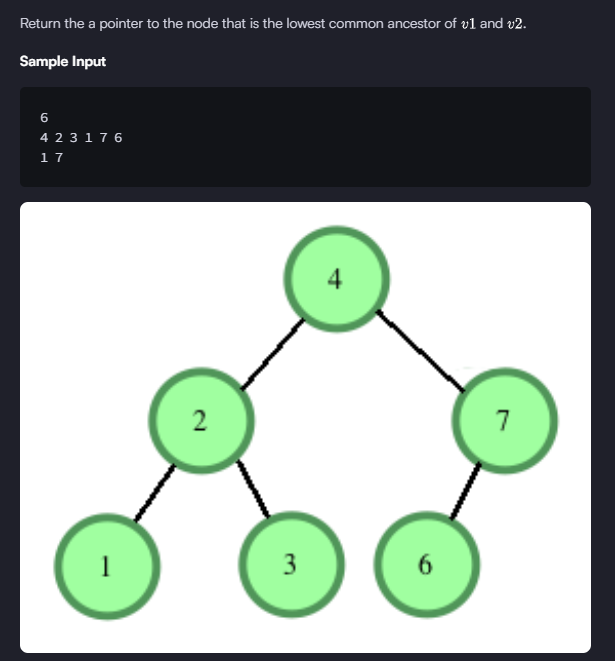 Return the a pointer to the node that is the lowest common ancestor of v1 and v2.
Sample Input
6
4 2 3 1 7 6
1 7
4
2 7
1 3 6